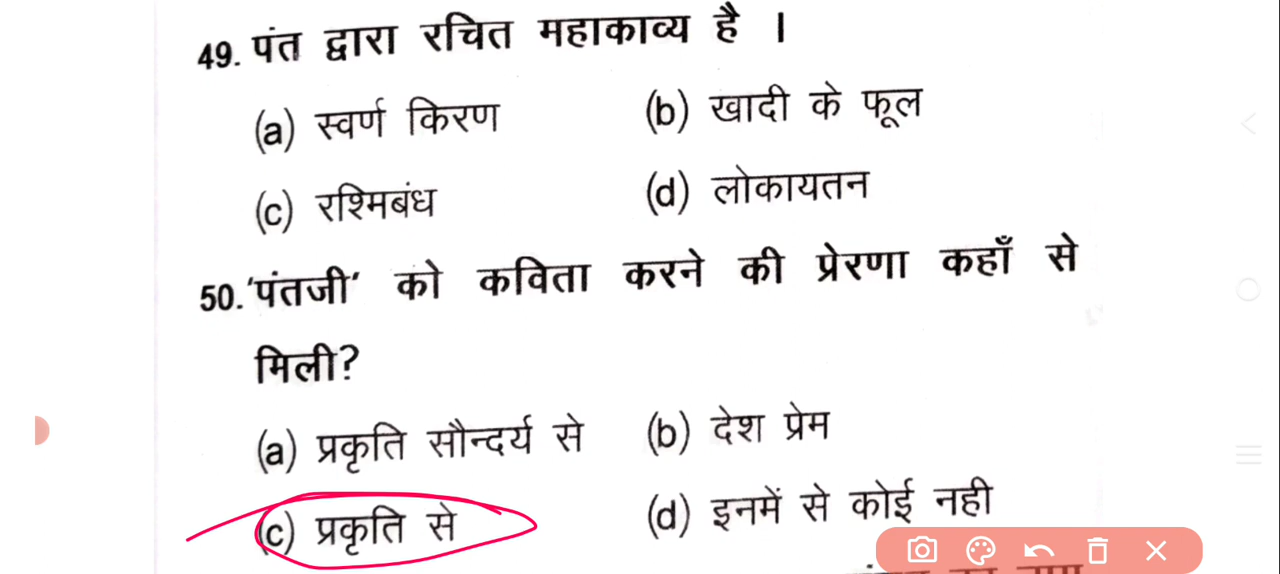 49. पंत द्वारा रचित महाकाव्य है ।
(a) स्वर्ण किरण (b) खादी के फूल
(c) रश्मिबंध (d) लोकायतन
50. 'पंतजी' को कविता करने की प्रेरणा कहाँ से
मिली?
(a) प्रकृति सौन्दर्य से (b) देश प्रेम
(c) प्रकृति से (d) इनमें से कोई नही